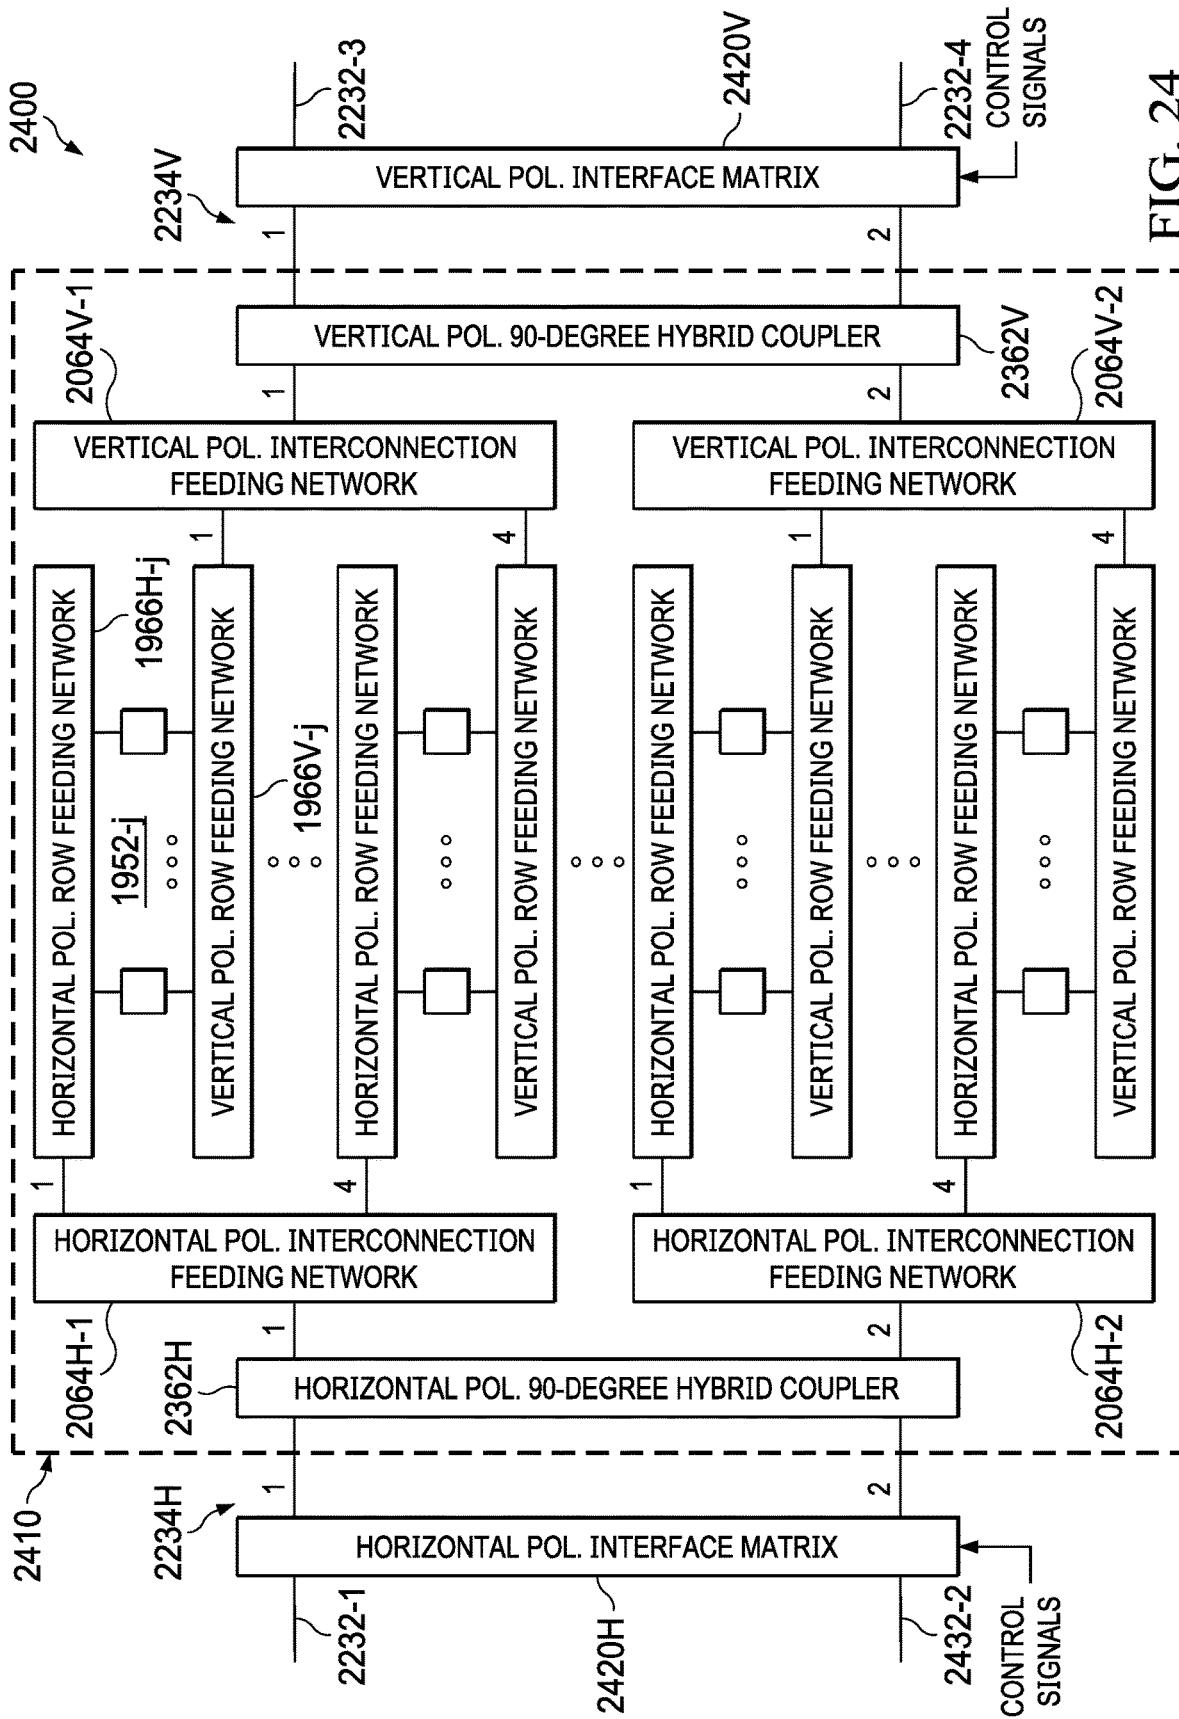 2400
2232-3
2420V
2232-4
CONTROL
SIGNALS
2234V
VERTICAL POL. INTERFACE MATRIX
1
2
2064V-1
VERTICAL POL. 90-DEGREE HYBRID COUPLER
2362V
2064V-2
1
2
VERTICAL POL. INTERCONNECTION
FEEDING NETWORK
VERTICAL POL. INTERCONNECTION
FEEDING NETWORK
1
4
1
4
HORIZONTAL POL. ROW FEEDING NETWORK
1966H-j
1952-j
VERTICAL POL. ROW FEEDING NETWORK
1966V-j
HORIZONTAL POL. ROW FEEDING NETWORK
VERTICAL POL. ROW FEEDING NETWORK
HORIZONTAL POL. ROW FEEDING NETWORK
VERTICAL POL. ROW FEEDING NETWORK
HORIZONTAL POL. ROW FEEDING NETWORK
VERTICAL POL. ROW FEEDING NETWORK
1
4
1
4
HORIZONTAL POL. INTERCONNECTION
FEEDING NETWORK
HORIZONTAL POL. INTERCONNECTION
FEEDING NETWORK
2064H-1
1
2
2064H-2
2362H
HORIZONTAL POL. 90-DEGREE HYBRID COUPLER
2410
2234H
1
2
HORIZONTAL POL. INTERFACE MATRIX
2232-1
2420H
2432-2
CONTROL
SIGNALS
FIG. 24